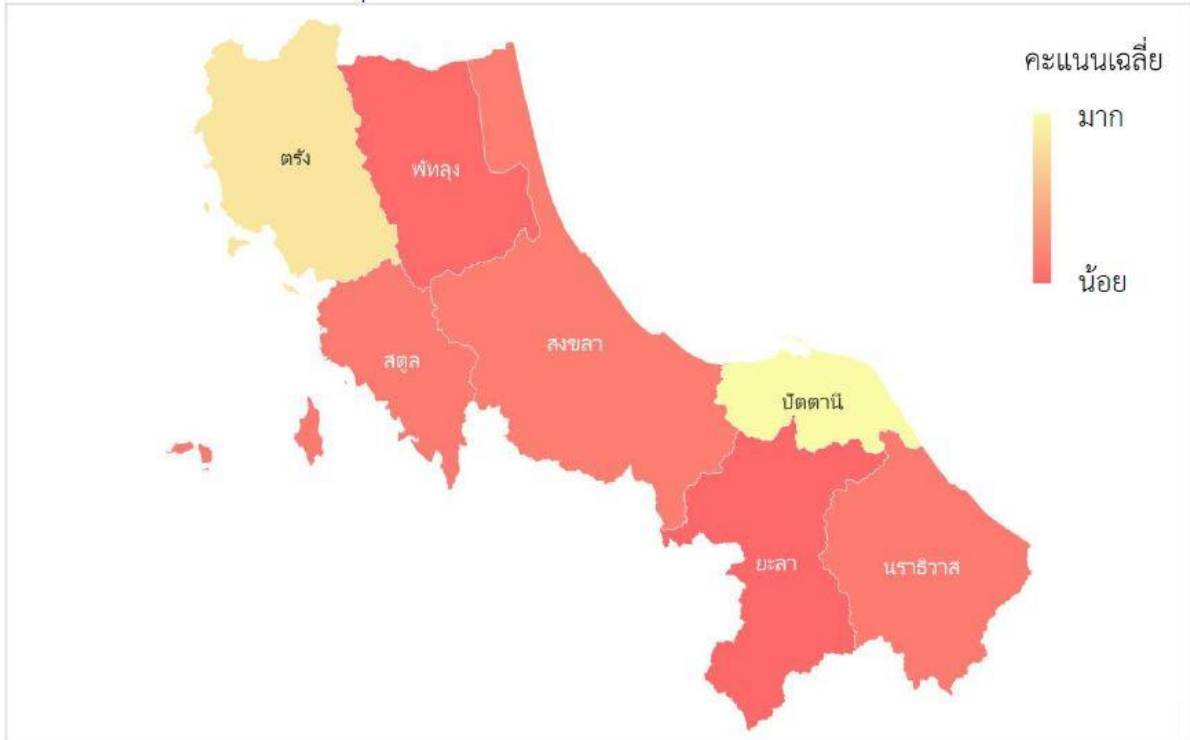 คะแนนเฉลี่ย
มาก
น้อย
ตรัง
พัทลุง
สตูล
สงขลา
ปัตตานี
ยะลา
นราธิวาส